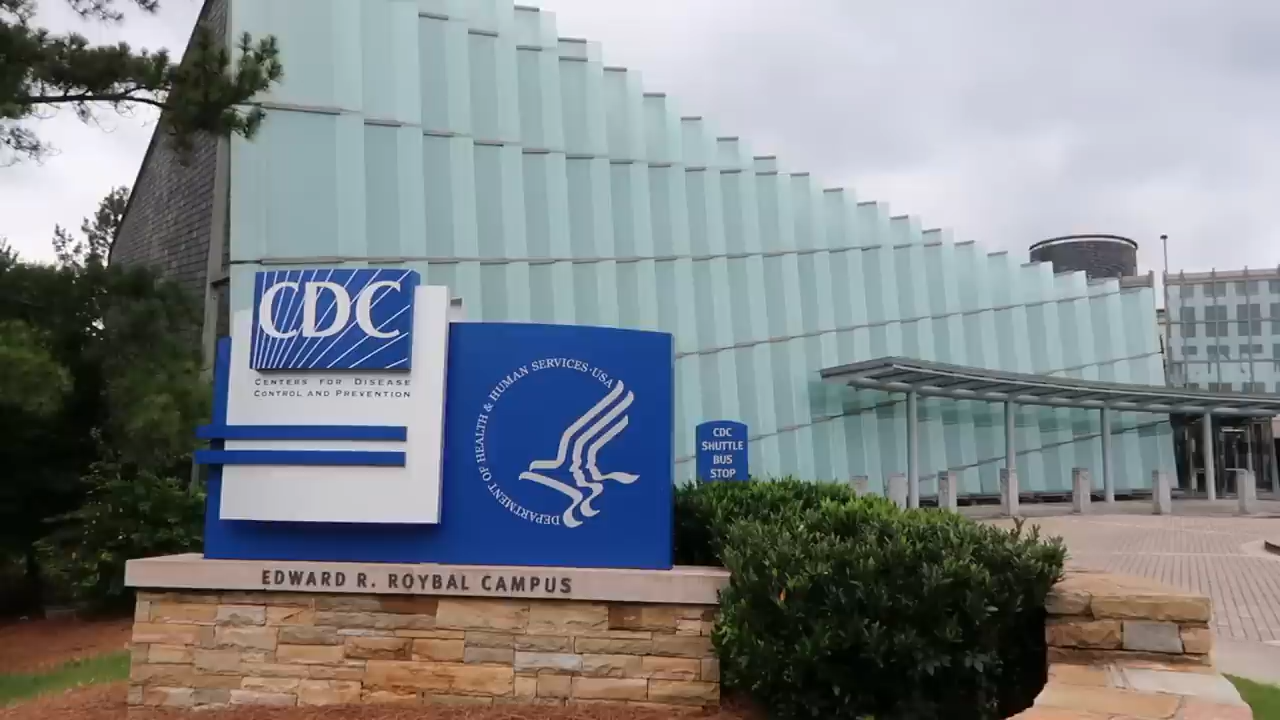 CDC
CENTERS FOR DISEASE
CONTROL AND PREVENTION
DEPARTMENT OF HEALTH & HUMAN SERVICES·USA
CDC
SHUTTLE
BUS
STOP
EDWARD R. ROYBAL CAMPUS